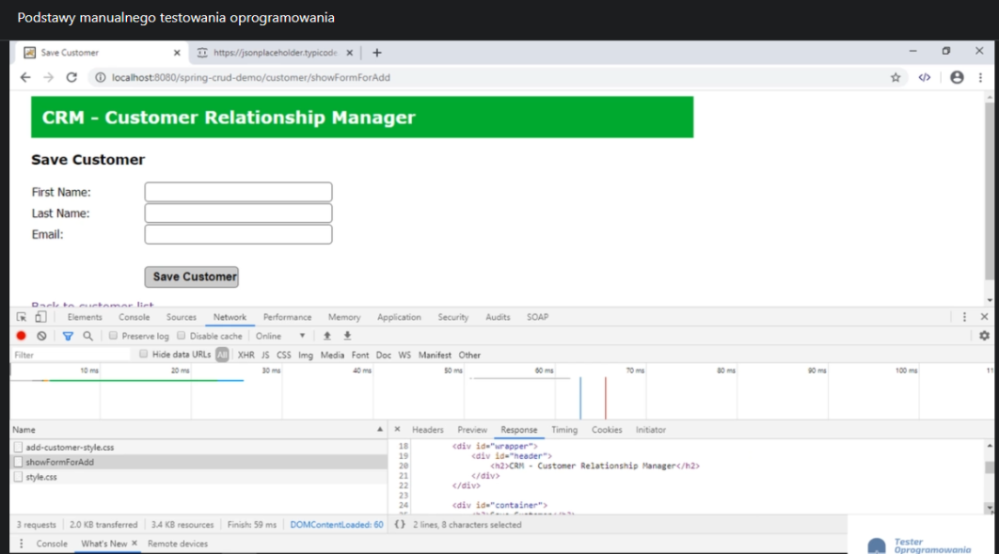 Podstawy manualnego testowania oprogramowania
Save Customer
https://jsonplaceholder.typicode
localhost:8080/spring-crud-demo/customer/showFormForAdd
CRM - Customer Relationship Manager
Save Customer
First Name:
Last Name:
Email:
Save Customer
Back to customer list
Elements Console Sources Network Performance Memory Application Security Audits SOAP
Preserve log Disable cache Online
Filter Hide data URLs All XHR JS CSS Img Media Font Doc WS Manifest Other
10 ms 20 ms 30 ms 40 ms 50 ms 60 ms 70 ms 80 ms 90 ms 100 ms 11
Name Headers Preview Response Timing Cookies Initiator
add-customer-style.css
showFormForAdd
style.css
18 <div id="wrapper">
19 <div id="header">
20 <h2>CRM - Customer Relationship Manager</h2>
21 </div>
22 </div>
23
24 <div id="container">
3 requests 2.0 KB transferred 3.4 KB resources Finish: 59 ms DOMContentLoaded: 60 {} 2 lines, 8 characters selected
Console What's New Remote devices
Tester
Oprogramowania